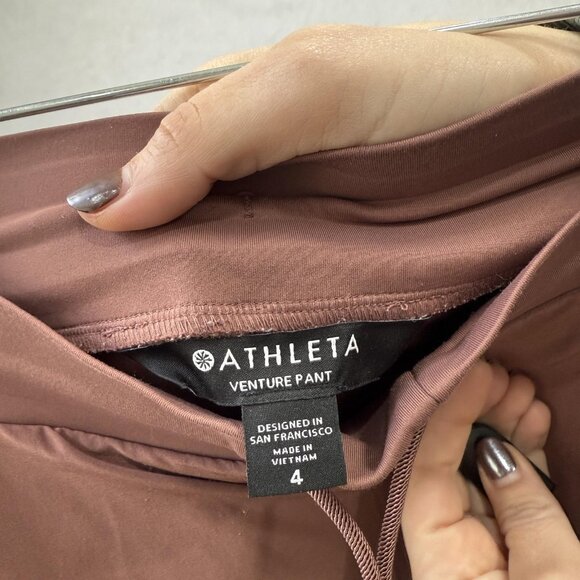 ATHLETA
VENTURE PANT
DESIGNED IN
SAN FRANCISCO
MADE IN
VIETNAM
4